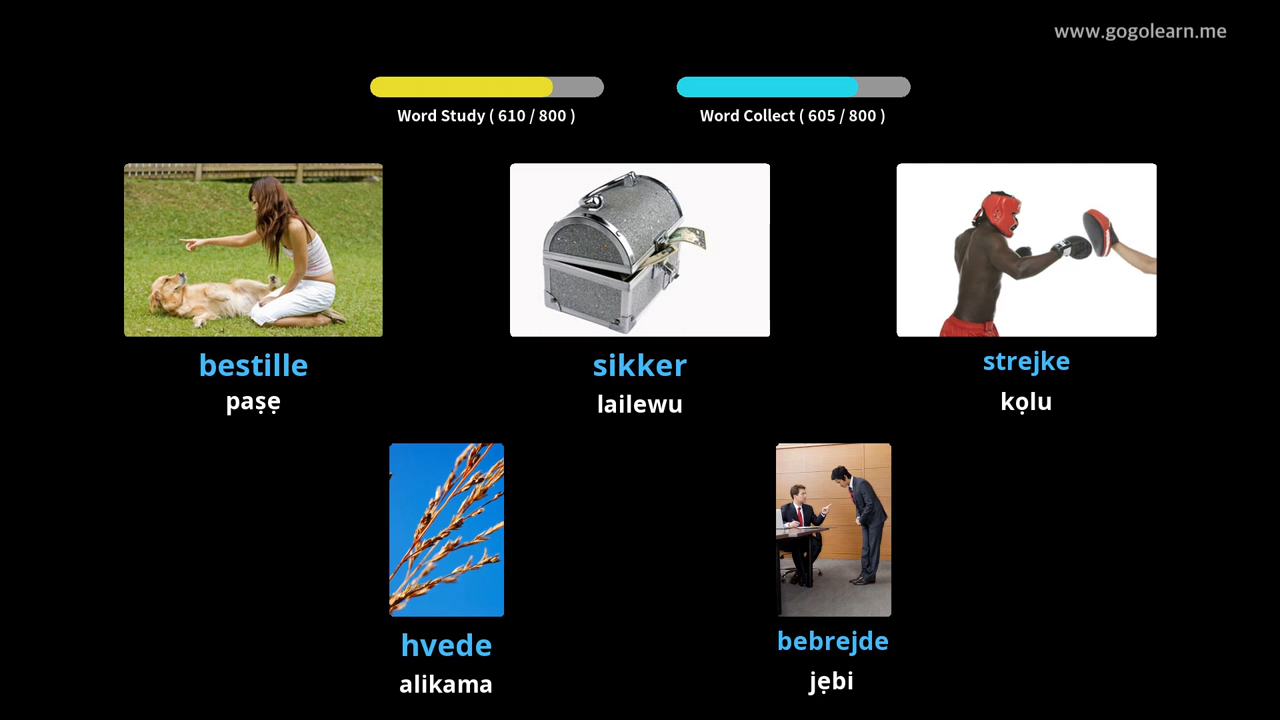 www.gogolearn.me
Word Study ( 610 / 800 )
Word Collect ( 605 / 800 )
bestille
paṣẹ
sikker
lailewu
strejke
kọlu
hvede
alikama
bebrejde
jẹbi